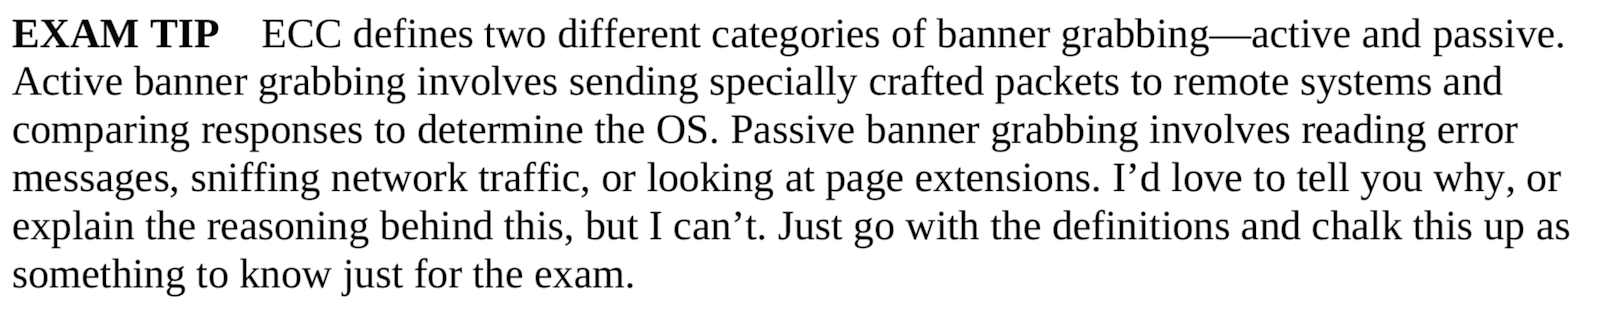 EXAM TIP ECC defines two different categories of banner grabbing—active and passive.
Active banner grabbing involves sending specially crafted packets to remote systems and
comparing responses to determine the OS. Passive banner grabbing involves reading error
messages, sniffing network traffic, or looking at page extensions. I’d love to tell you why, or
explain the reasoning behind this, but I can’t. Just go with the definitions and chalk this up as
something to know just for the exam.